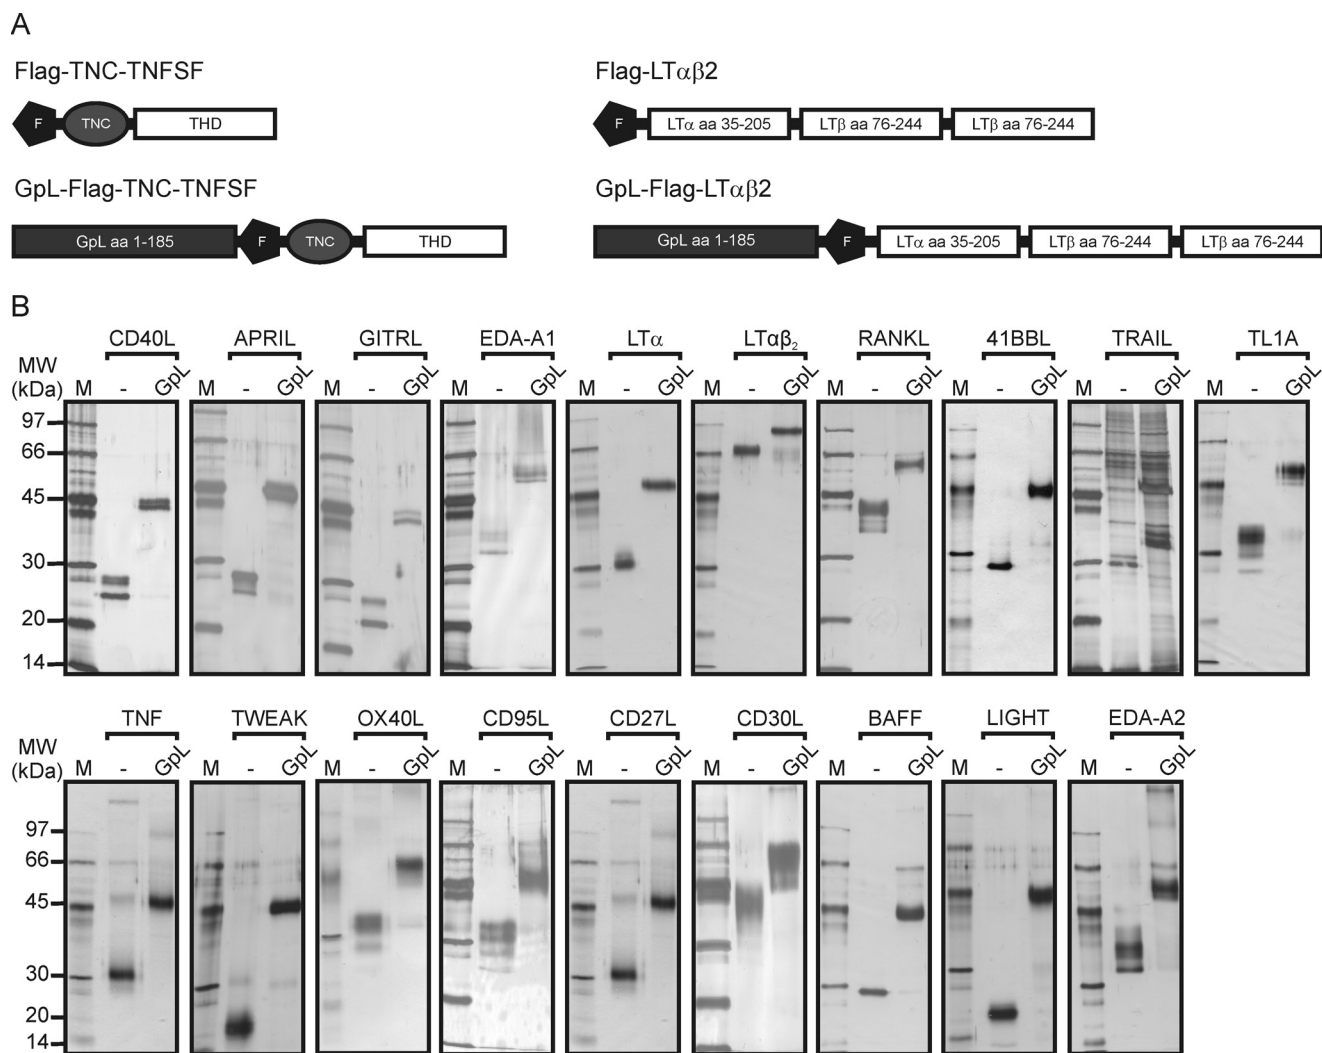 A
Flag-TNC-TNFSF
F TNC THD
GpL-Flag-TNC-TNFSF
GpL aa 1-185 F TNC THD
Flag-LTαβ2
F LTα aa 35-205 LTβ aa 76-244 LTβ aa 76-244
GpL-Flag-LTαβ2
GpL aa 1-185 F LTα aa 35-205 LTβ aa 76-244 LTβ aa 76-244
B
CD40L APRIL GITRL EDA-A1 LTα LTαβ₂ RANKL 41BBL TRAIL TL1A
MW
(kDa) M - GpL M - GpL M - GpL M - GpL M - GpL M - GpL M - GpL M - GpL M - GpL M - GpL
97
66
45
30
20
14
TNF TWEAK OX40L CD95L CD27L CD30L BAFF LIGHT EDA-A2
MW
(kDa) M - GpL M - GpL M - GpL M - GpL M - GpL M - GpL M - GpL M - GpL M - GpL
97
66
45
30
20
14